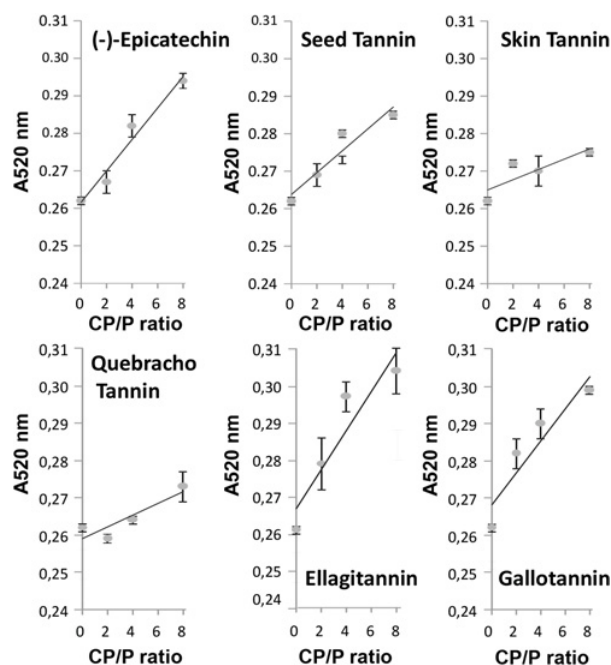 (-)-Epicatechin
A520 nm
0.31
0.30
0.29
0.28
0.27
0.26
0.25
0.24
0 2 4 6 8
CP/P ratio
Seed Tannin
A520 nm
0.31
0.30
0.29
0.28
0.27
0.26
0.25
0.24
0 2 4 6 8
CP/P ratio
Skin Tannin
A520 nm
0.31
0.30
0.29
0.28
0.27
0.26
0.25
0.24
0 2 4 6 8
CP/P ratio
Quebracho
Tannin
A520 nm
0,31
0,30
0,29
0,28
0,27
0,26
0,25
0,24
0 2 4 6 8
CP/P ratio
Ellagitannin
A520 nm
0,31
0,30
0,29
0,28
0,27
0,26
0,25
0,24
0 2 4 6 8
CP/P ratio
Gallotannin
A520 nm
0,31
0,30
0,29
0,28
0,27
0,26
0,25
0,24
0 2 4 6 8
CP/P ratio